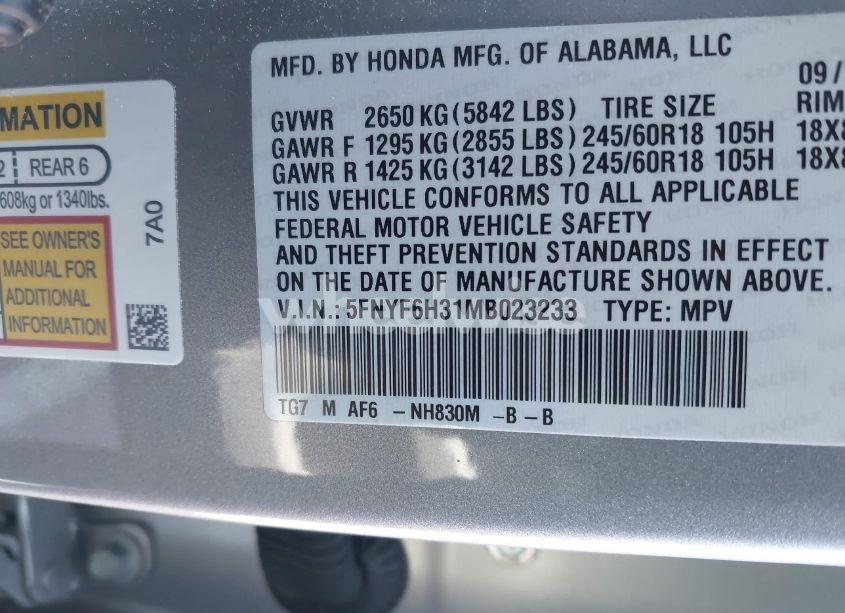 MATION
2 REAR 6
608kg or 1340lbs.
SEE OWNER'S
MANUAL FOR
ADDITIONAL
INFORMATION
7A0
MFD. BY HONDA MFG. OF ALABAMA, LLC
09/
GVWR 2650 KG (5842 LBS) TIRE SIZE RIM
GAWR F 1295 KG (2855 LBS) 245/60R18 105H 18X8
GAWR R 1425 KG (3142 LBS) 245/60R18 105H 18X8
THIS VEHICLE CONFORMS TO ALL APPLICABLE
FEDERAL MOTOR VEHICLE SAFETY
AND THEFT PREVENTION STANDARDS IN EFFECT
ON THE DATE OF MANUFACTURE SHOWN ABOVE.
V.I.N.: 5FNYF6H31MB023233 TYPE: MPV
TG7 M AF6 -NH830M -B -B